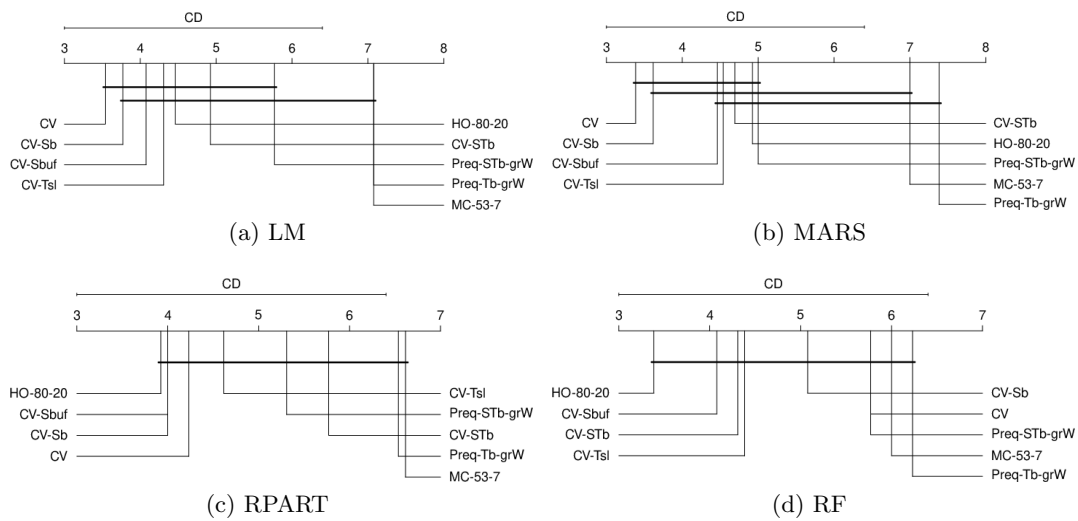 CD
3 4 5 6 7 8
CV
CV-Sb
CV-Sbuf
CV-Tsl
HO-80-20
CV-STb
Preq-STb-grW
Preq-Tb-grW
MC-53-7
(a) LM
CD
3 4 5 6 7 8
CV
CV-Sb
CV-Sbuf
CV-Tsl
CV-STb
HO-80-20
Preq-STb-grW
MC-53-7
Preq-Tb-grW
(b) MARS
CD
3 4 5 6 7
HO-80-20
CV-Sbuf
CV-Sb
CV
CV-Tsl
Preq-STb-grW
CV-STb
Preq-Tb-grW
MC-53-7
(c) RPART
CD
3 4 5 6 7
HO-80-20
CV-Sbuf
CV-STb
CV-Tsl
CV-Sb
CV
Preq-STb-grW
MC-53-7
Preq-Tb-grW
(d) RF